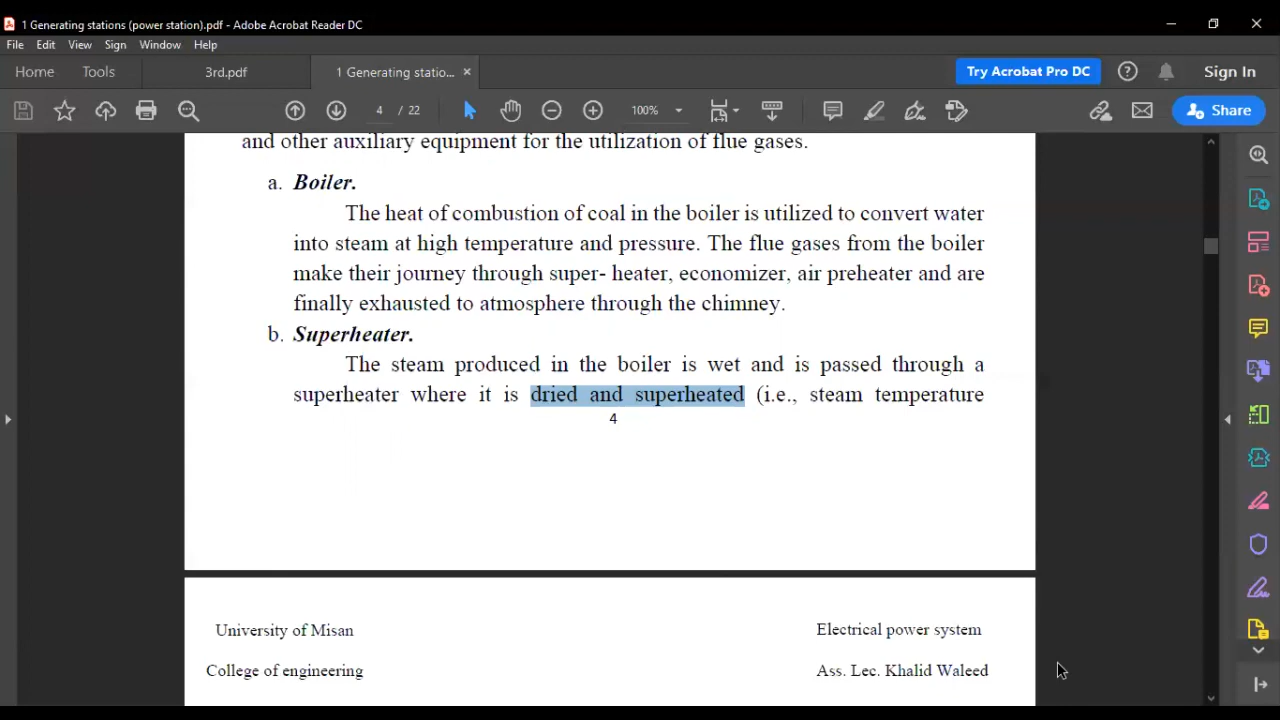 1 Generating stations (power station).pdf - Adobe Acrobat Reader DC
File Edit View Sign Window Help
Home Tools 3rd.pdf 1 Generating statio... × Try Acrobat Pro DC Sign In
4 / 22 100% Share
and other auxiliary equipment for the utilization of flue gases.
a. Boiler.
The heat of combustion of coal in the boiler is utilized to convert water
into steam at high temperature and pressure. The flue gases from the boiler
make their journey through super- heater, economizer, air preheater and are
finally exhausted to atmosphere through the chimney.
b. Superheater.
The steam produced in the boiler is wet and is passed through a
superheater where it is dried and superheated (i.e., steam temperature
4
University of Misan Electrical power system
College of engineering Ass. Lec. Khalid Waleed